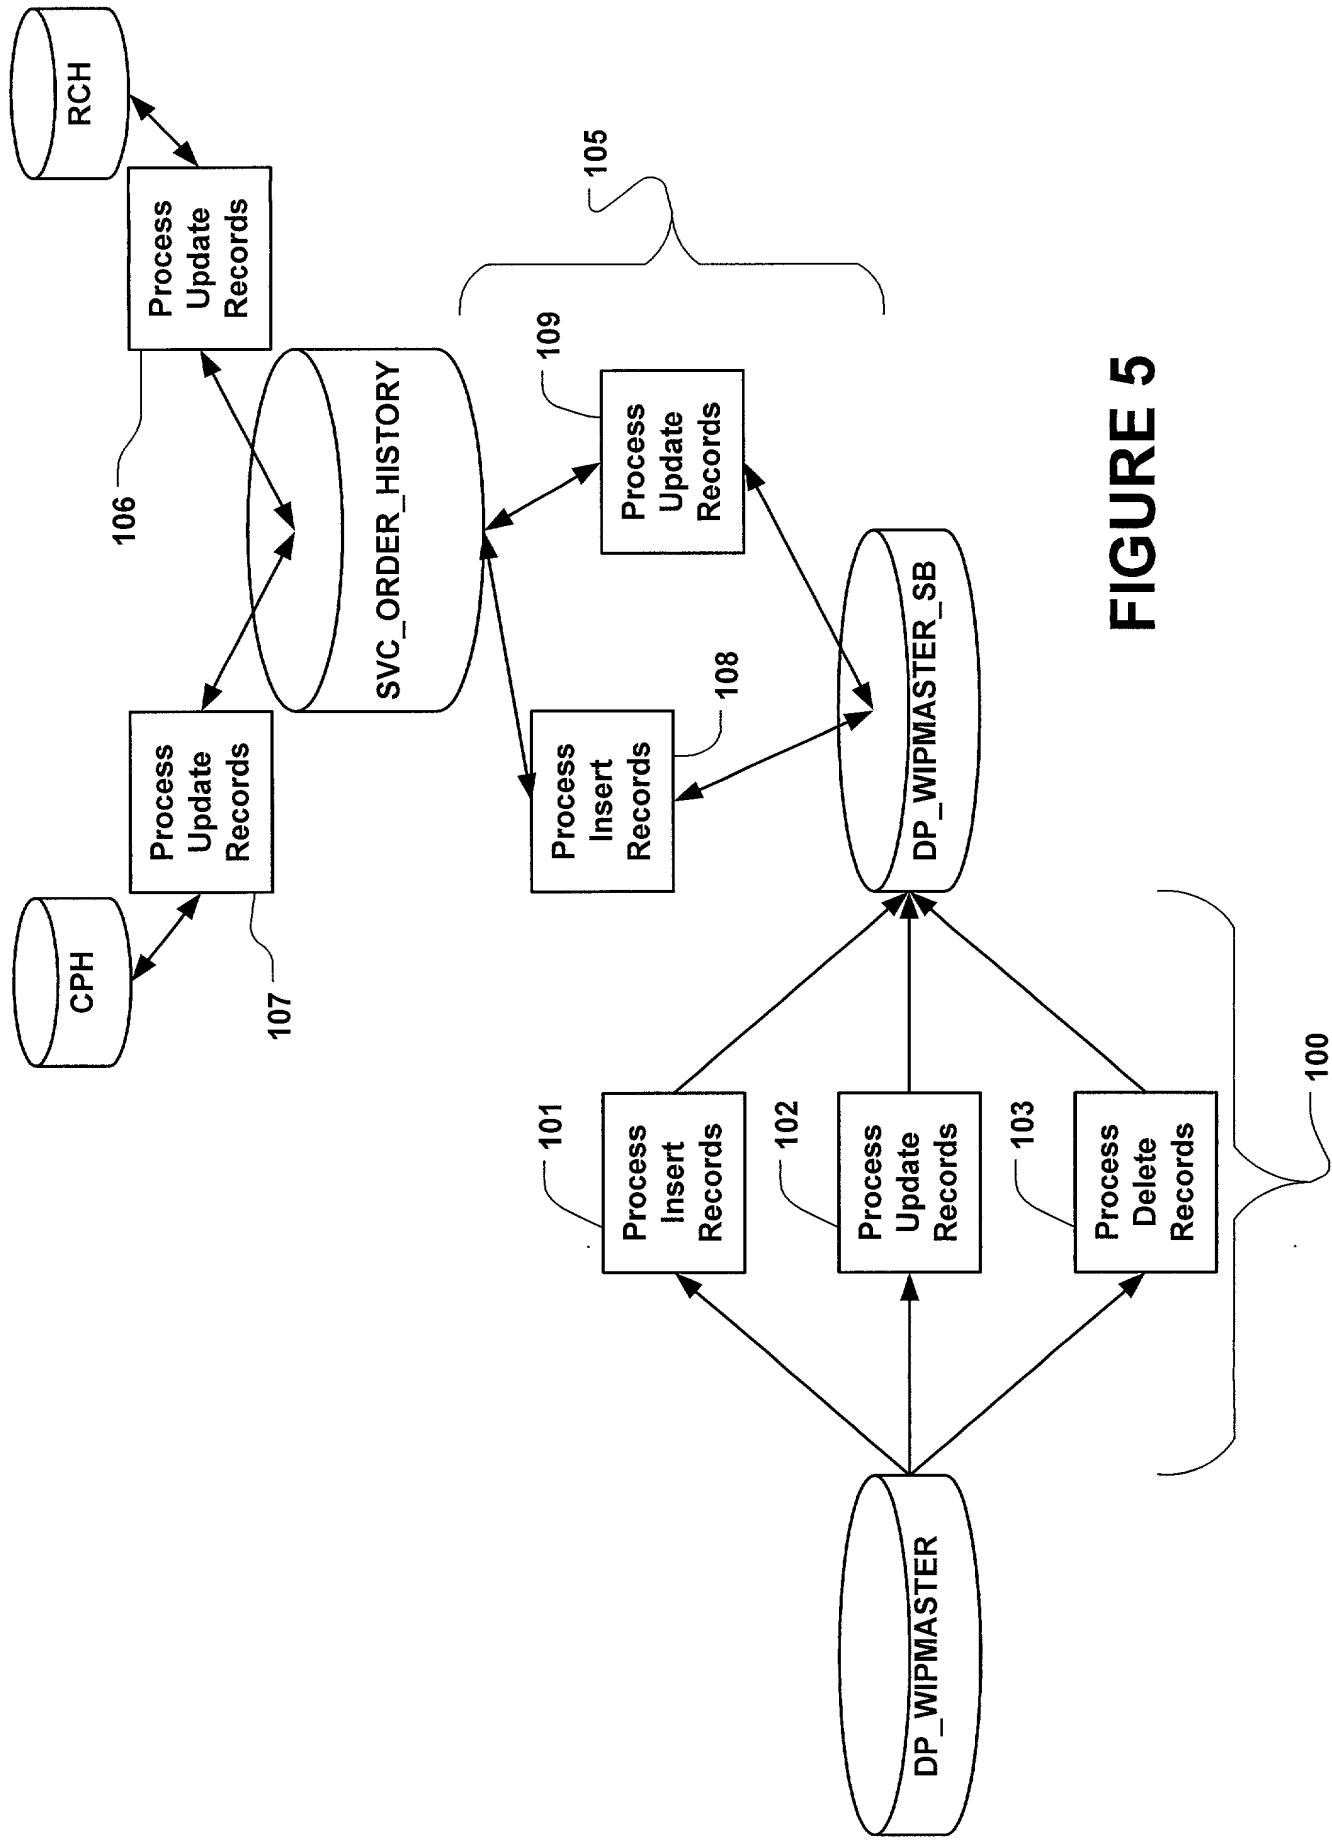 CPH
RCH
107
Process
Update
Records
106
Process
Update
Records
SVC_ORDER_HISTORY
105
108
Process
Insert
Records
109
Process
Update
Records
101
Process
Insert
Records
102
Process
Update
Records
103
Process
Delete
Records
DP_WIPMASTER
DP_WIPMASTER_SB
100
FIGURE 5